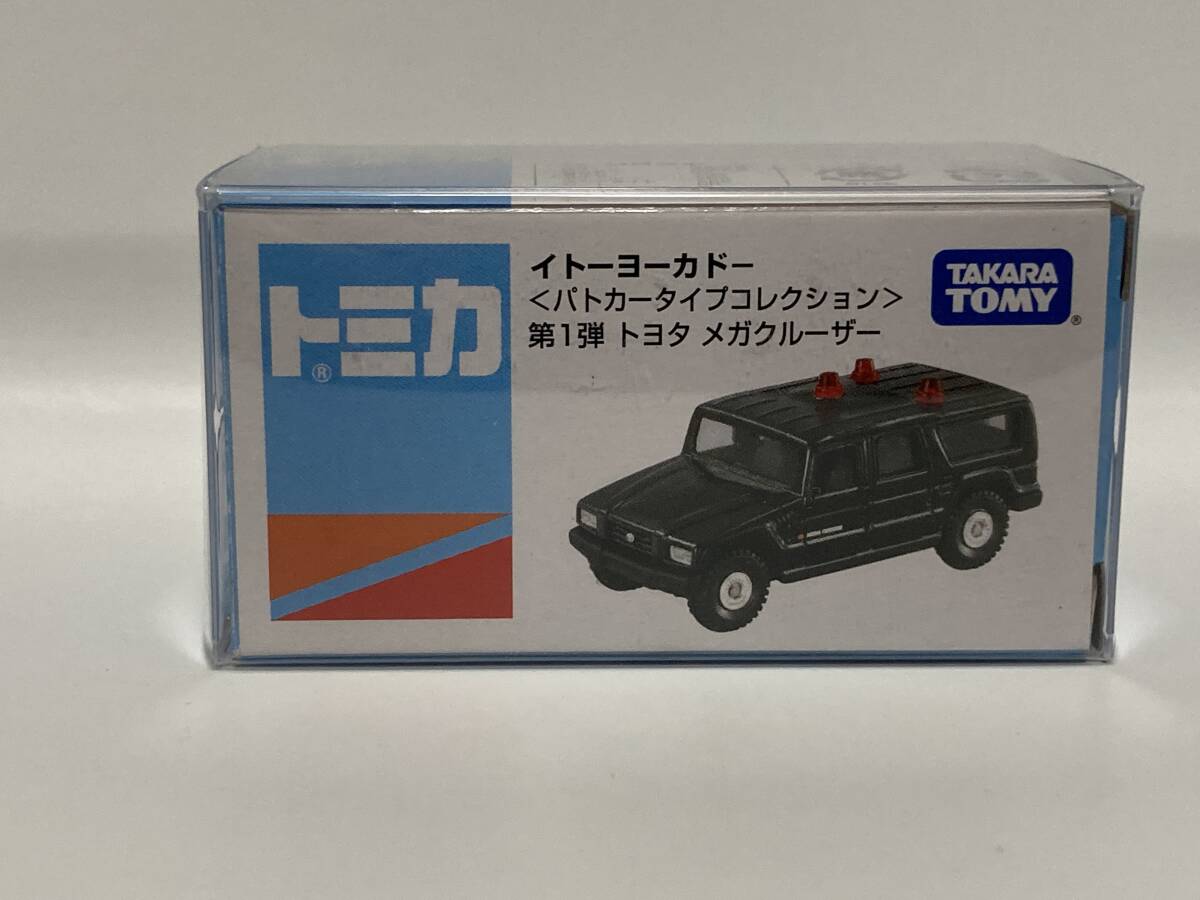 トミカ
®
イトーヨーカドー
<パトカータイプコレクション>
第1弾 トヨタ メガクルーザー
TAKARA
TOMY
®